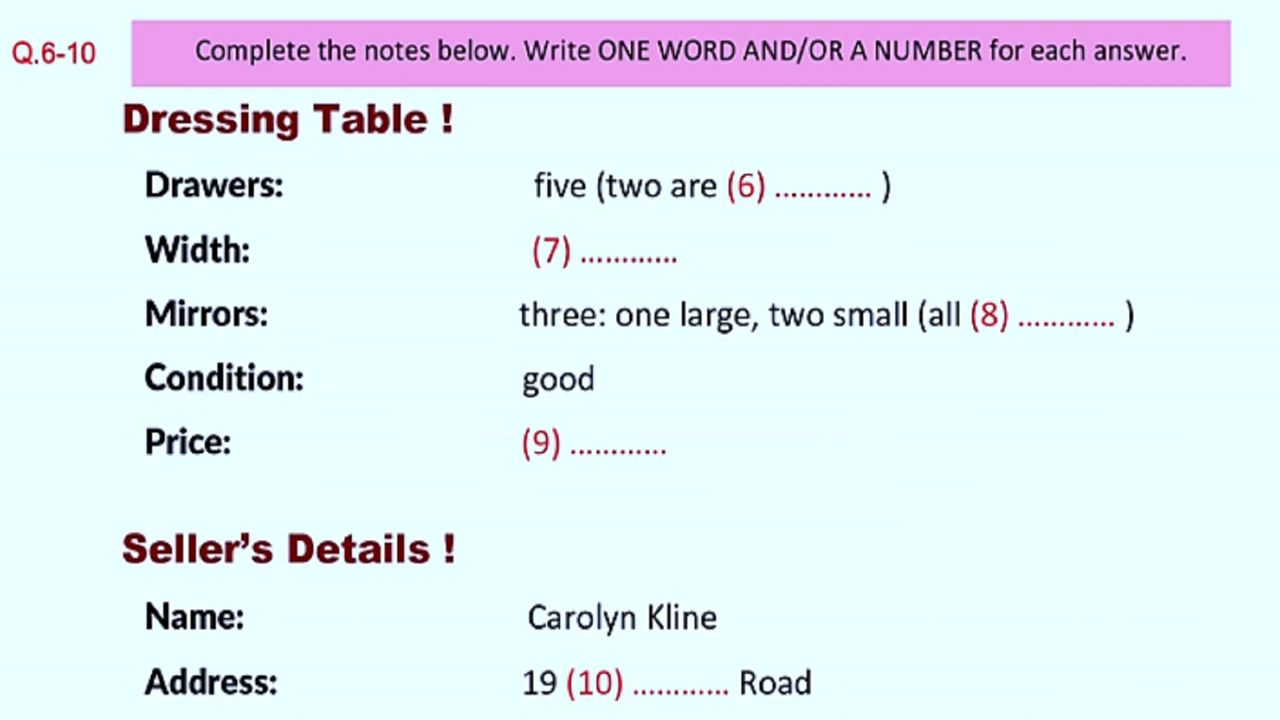 Q.6-10 Complete the notes below. Write ONE WORD AND/OR A NUMBER for each answer.
Dressing Table !
Drawers: five (two are (6) ............ )
Width: (7) ............
Mirrors: three: one large, two small (all (8) ............ )
Condition: good
Price: (9) ............
Seller’s Details !
Name: Carolyn Kline
Address: 19 (10) ............ Road